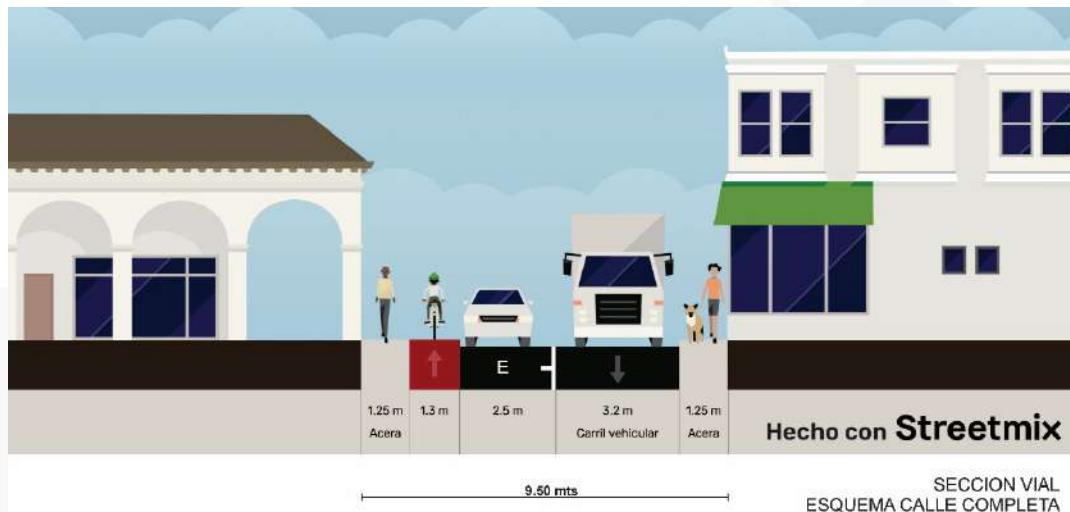 E
1.25 m 1.3 m 2.5 m 3.2 m 1.25 m
Acera Carril vehicular Acera
Hecho con Streetmix
9.50 mts
SECCION VIAL
ESQUEMA CALLE COMPLETA